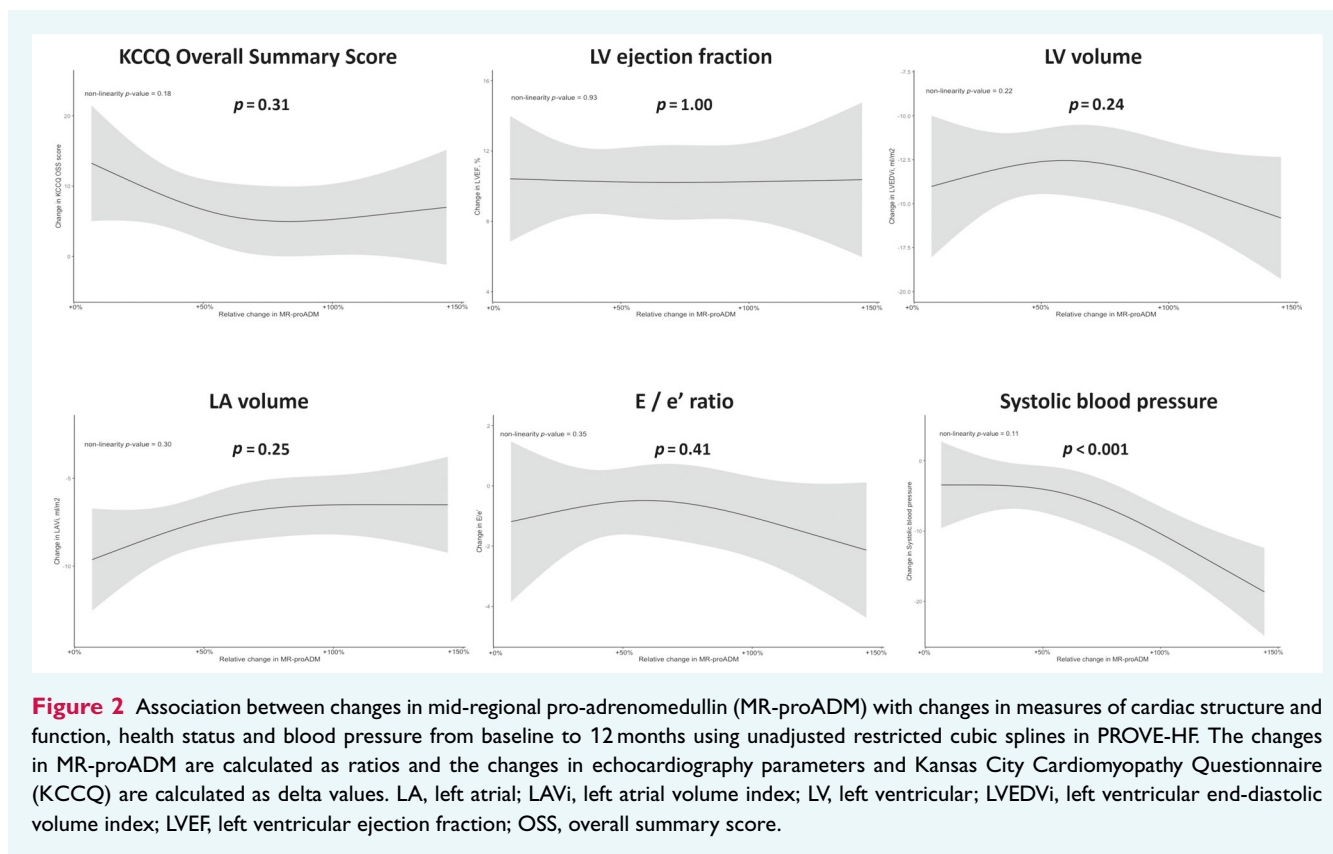 KCCQ Overall Summary Score
non-linearity p-value = 0.18
p = 0.31
20
10
0
Change in KCCQ OSS score
+0%
+50%
+100%
+150%
Relative change in MR-proADM
LV ejection fraction
non-linearity p-value = 0.93
p = 1.00
16
12
8
4
Change in LVEF, %
+0%
+50%
+100%
+150%
Relative change in MR-proADM
LV volume
non-linearity p-value = 0.22
p = 0.24
-7.5
-10.0
-12.5
-15.0
-17.5
-20.0
Change in LVEDVi, ml/m2
+0%
+50%
+100%
+150%
Relative change in MR-proADM
LA volume
non-linearity p-value = 0.30
p = 0.25
-5
-10
Change in LAVi, ml/m2
+0%
+50%
+100%
+150%
Relative change in MR-proADM
E / e’ ratio
non-linearity p-value = 0.35
p = 0.41
2
0
-2
-4
Change in E/e'
+0%
+50%
+100%
+150%
Relative change in MR-proADM
Systolic blood pressure
non-linearity p-value = 0.11
p < 0.001
0
-10
-20
Change in Systolic blood pressure
+0%
+50%
+100%
+150%
Relative change in MR-proADM
Figure 2 Association between changes in mid-regional pro-adrenomedullin (MR-proADM) with changes in measures of cardiac structure and
function, health status and blood pressure from baseline to 12 months using unadjusted restricted cubic splines in PROVE-HF. The changes
in MR-proADM are calculated as ratios and the changes in echocardiography parameters and Kansas City Cardiomyopathy Questionnaire
(KCCQ) are calculated as delta values. LA, left atrial; LAVi, left atrial volume index; LV, left ventricular; LVEDVi, left ventricular end-diastolic
volume index; LVEF, left ventricular ejection fraction; OSS, overall summary score.